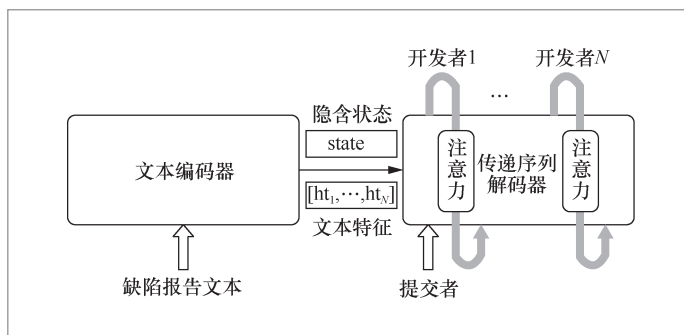 开发者1
开发者N
…
隐含状态
state
文本编码器
[ht1,…,htN]
文本特征
注意力
传递序列
解码器
注意力
缺陷报告文本
提交者